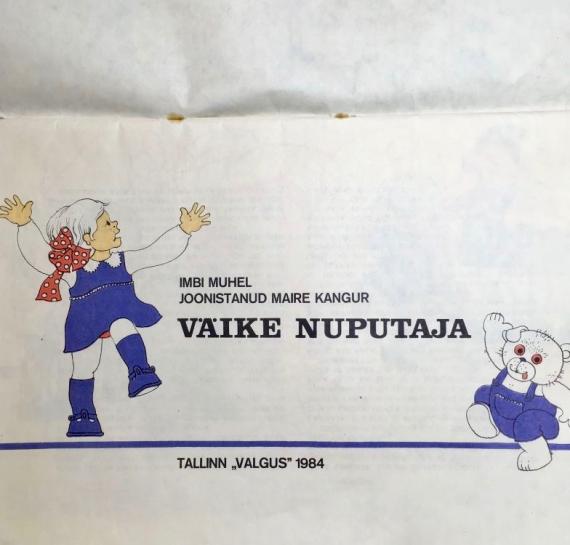 IMBI MUHEL
JOONISTANUD MAIRE KANGUR
VÄIKE NUPUTAJA
TALLINN „VALGUS” 1984